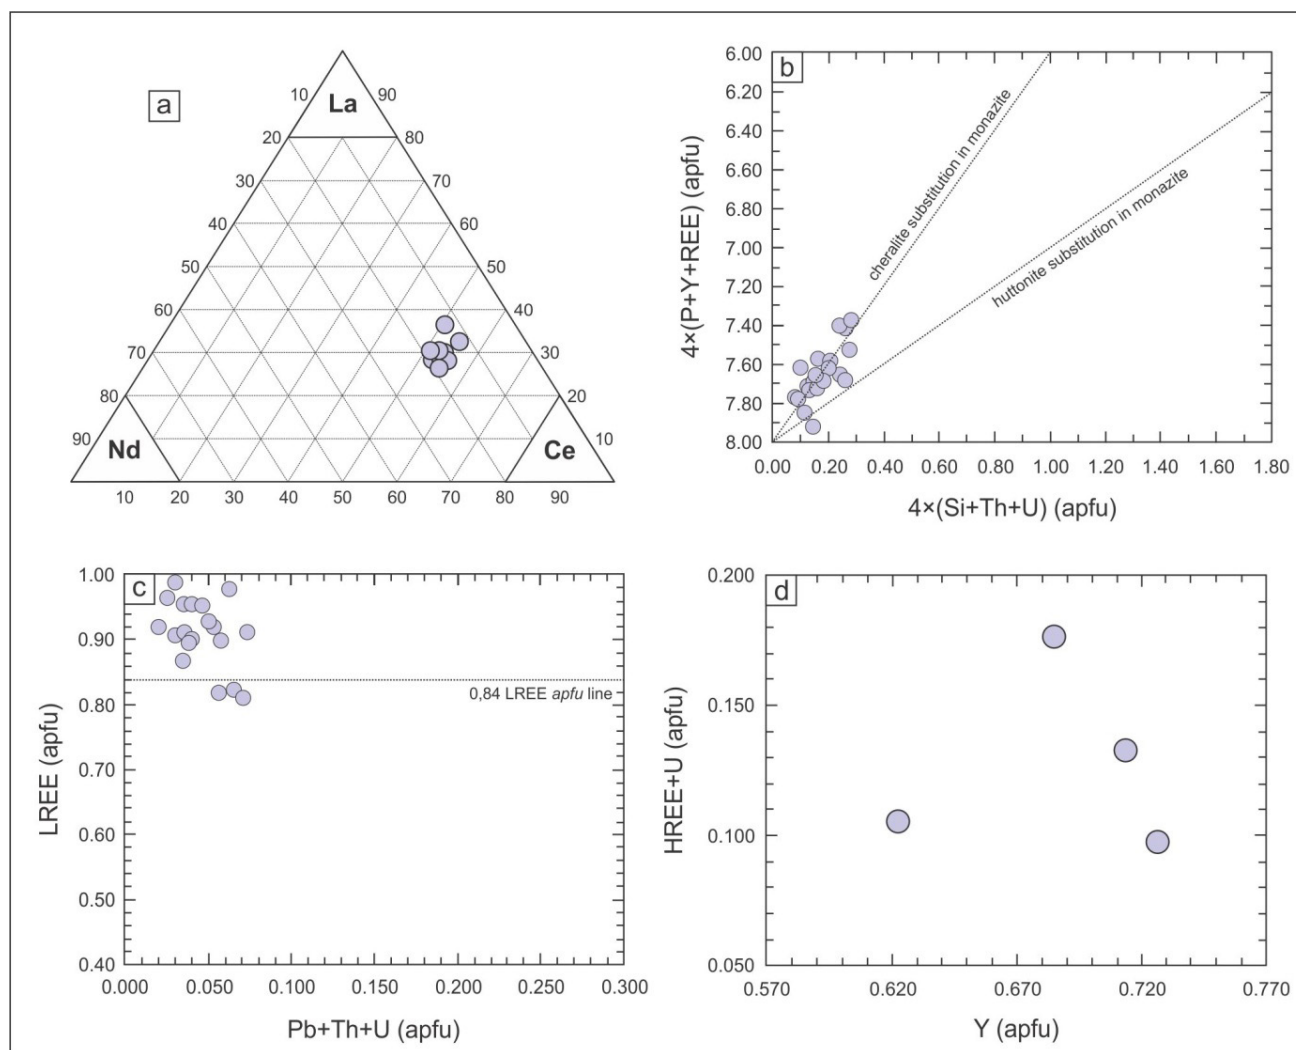 a
La
10
90
20
80
30
70
40
60
50
50
60
40
70
30
80
20
90
Nd
Ce
10
10
20
30
40
50
60
70
80
90
b
6.00
6.20
6.40
6.60
6.80
7.00
7.20
7.40
7.60
7.80
8.00
4×(P+Y+REE) (apfu)
cheralite substitution in monazite
huttonite substitution in monazite
0.00 0.20 0.40 0.60 0.80 1.00 1.20 1.40 1.60 1.80
4×(Si+Th+U) (apfu)
c
1.00
0.90
0.80
0.70
0.60
0.50
0.40
LREE (apfu)
0,84 LREE apfu line
0.000 0.050 0.100 0.150 0.200 0.250 0.300
Pb+Th+U (apfu)
d
0.200
0.150
0.100
0.050
HREE+U (apfu)
0.570 0.620 0.670 0.720 0.770
Y (apfu)